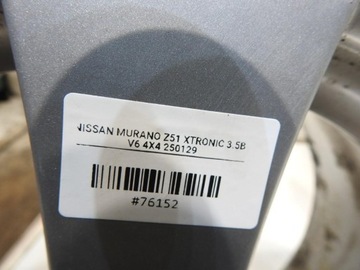 NISSAN MURANO Z51 XTRONIC 3.5B
V6 4X4 250129
#76152